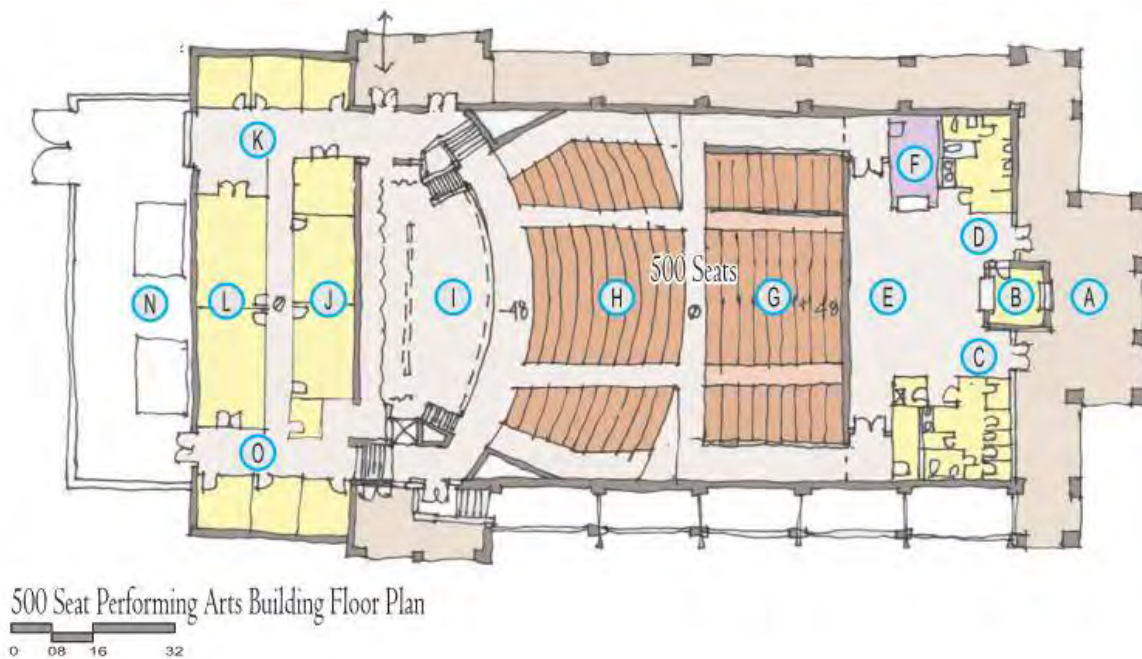 K
F
D
500 Seats
N
L
Ø
J
I
-48
H
Ø
G
+48
E
B
A
C
O
500 Seat Performing Arts Building Floor Plan
0 08 16 32